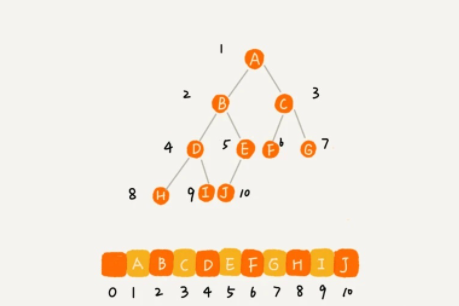 1 A
2 B C 3
4 D 5 E F 6 G 7
8 H 9 I J 10
A B C D E F G H I J
0 1 2 3 4 5 6 7 8 9 10